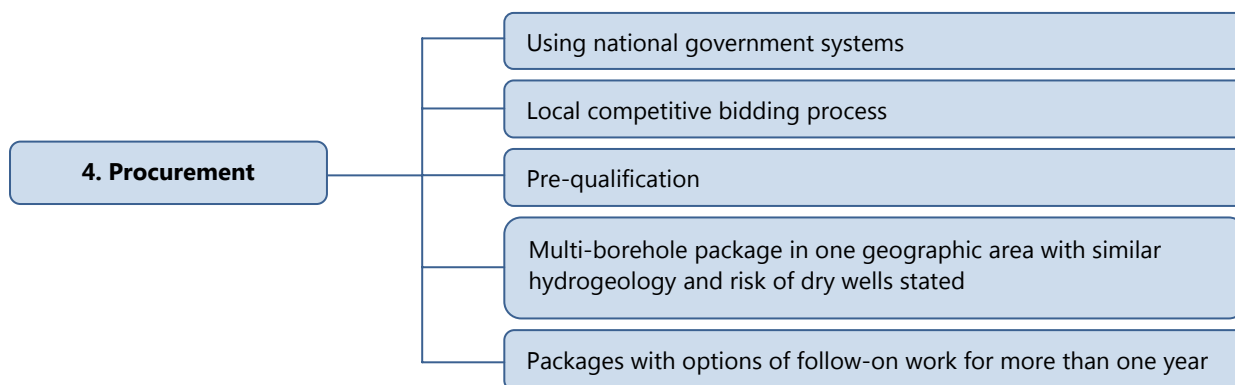 4. Procurement
Using national government systems
Local competitive bidding process
Pre-qualification
Multi-borehole package in one geographic area with similar
hydrogeology and risk of dry wells stated
Packages with options of follow-on work for more than one year